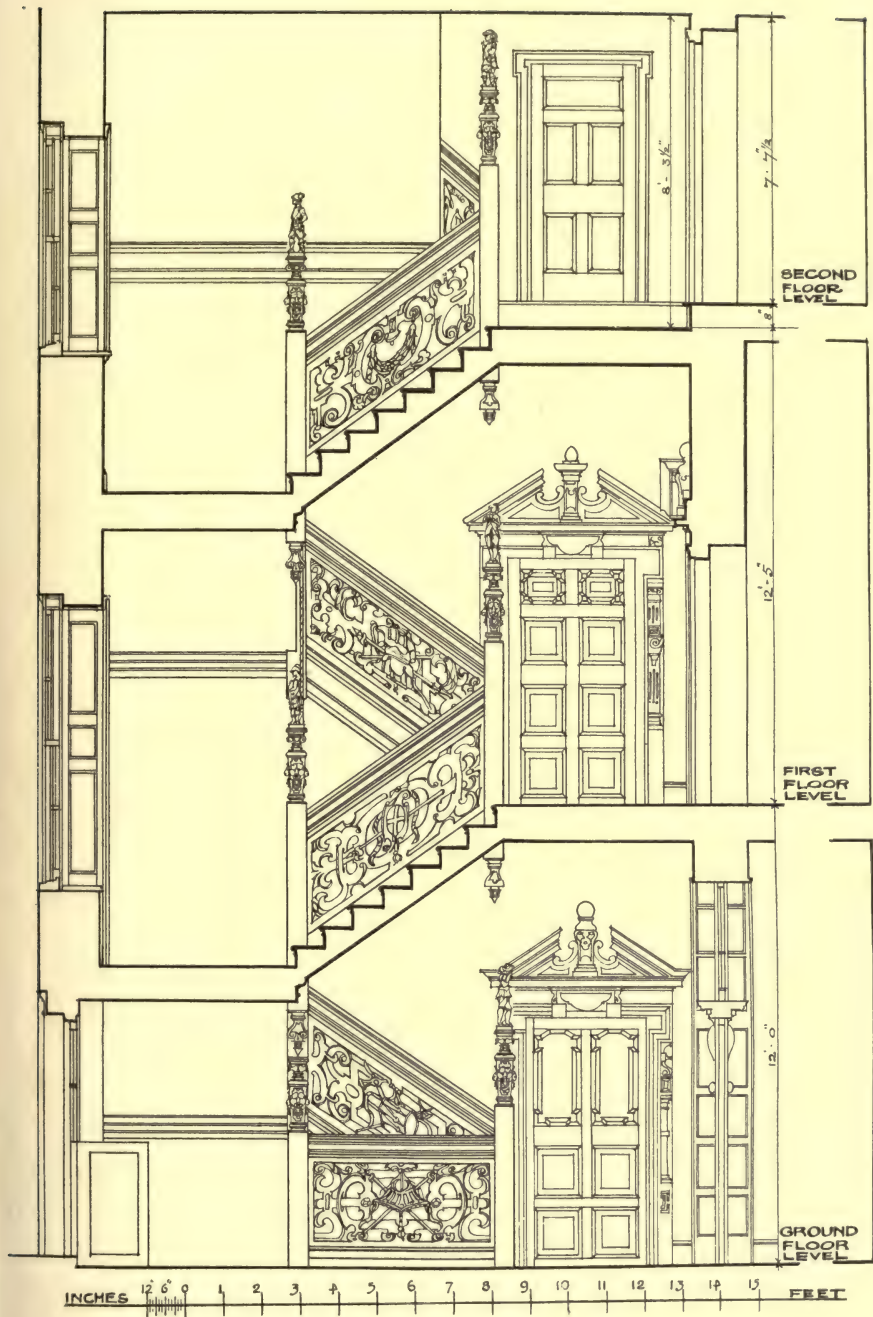 8'- 3½"
7'- 7½"
SECOND
FLOOR
LEVEL
8"
12'- 5"
FIRST
FLOOR
LEVEL
12'- 0"
GROUND
FLOOR
LEVEL
INCHES 12" 6" 0 1 2 3 4 5 6 7 8 9 10 11 12 13 14 15 FEET